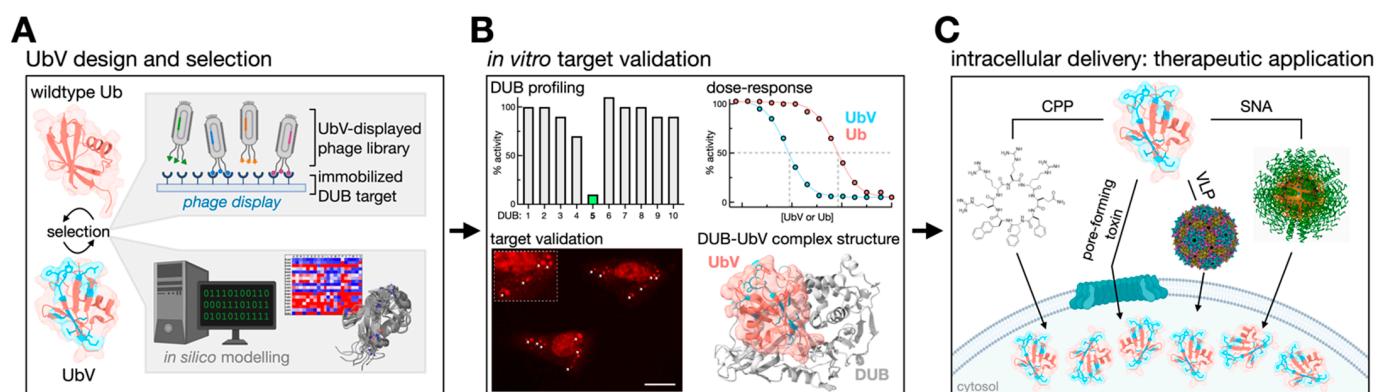 A
UbV design and selection
wildtype Ub
UbV-displayed
phage library
immobilized
DUB target
phage display
selection
01110100110
00011101011
01010101111
in silico modelling
UbV
B
in vitro target validation
DUB profiling
100
50
0
% activity
DUB: 1 2 3 4 5 6 7 8 9 10
dose-response
100
50
0
% activity
UbV
Ub
[UbV or Ub]
target validation
DUB-UbV complex structure
UbV
DUB
C
intracellular delivery: therapeutic application
CPP
SNA
pore-forming
toxin
VLP
cytosol